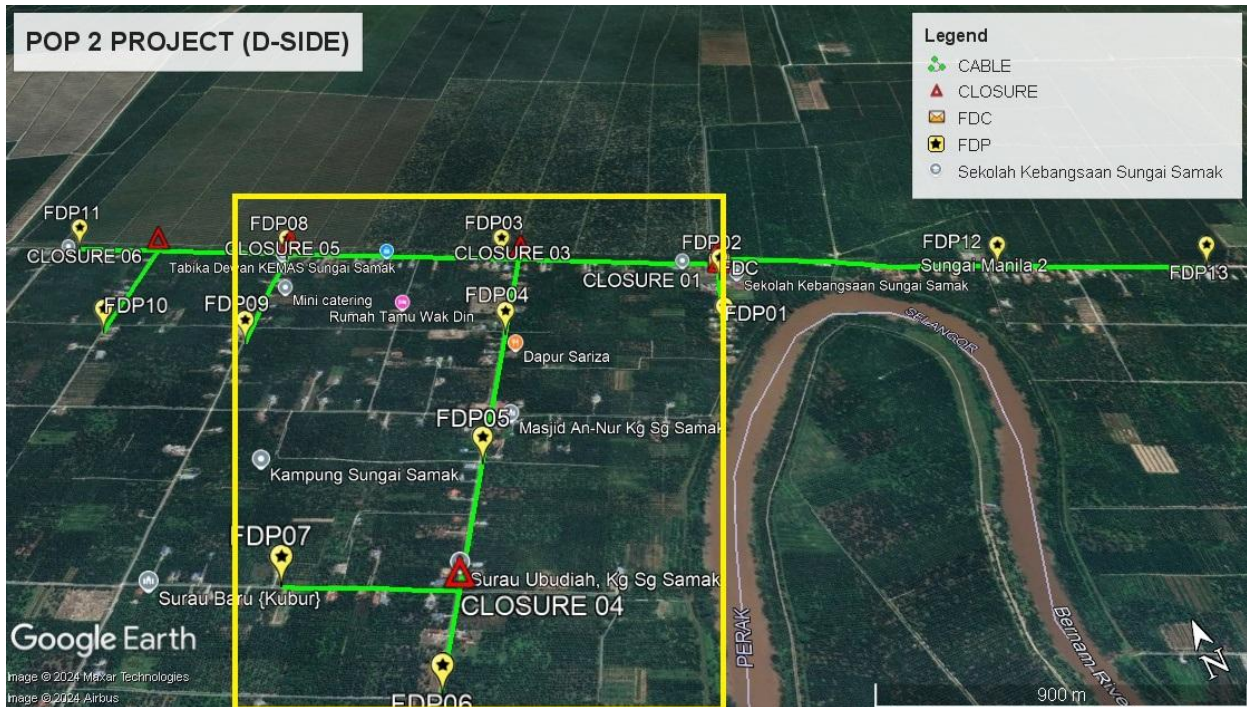 POP 2 PROJECT (D-SIDE)
Legend
CABLE
CLOSURE
FDC
FDP
Sekolah Kebangsaan Sungai Samak
FDP11
FDP08
FDP03
FDP02
FDP12
CLOSURE 06
CLOSURE 05
CLOSURE 03
CLOSURE 01
FDC
Sungai Manila 2
FDP13
Tabika Dewan KEMAS Sungai Samak
Sekolah Kebangsaan Sungai Samak
Mini catering
Rumah Tamu Wak Din
FDP10
FDP09
FDP04
FDP01
SELANGOR
Dapur Sariza
FDP05
Masjid An-Nur Kg Sg Samak
Kampung Sungai Samak
FDP07
Surau Ubudiah, Kg Sg Samak
Surau Baru {Kubur}
CLOSURE 04
PERAK
Bernam River
Google Earth
Image © 2024 Maxar Technologies
Image © 2024 Airbus
FDP06
N
900 m